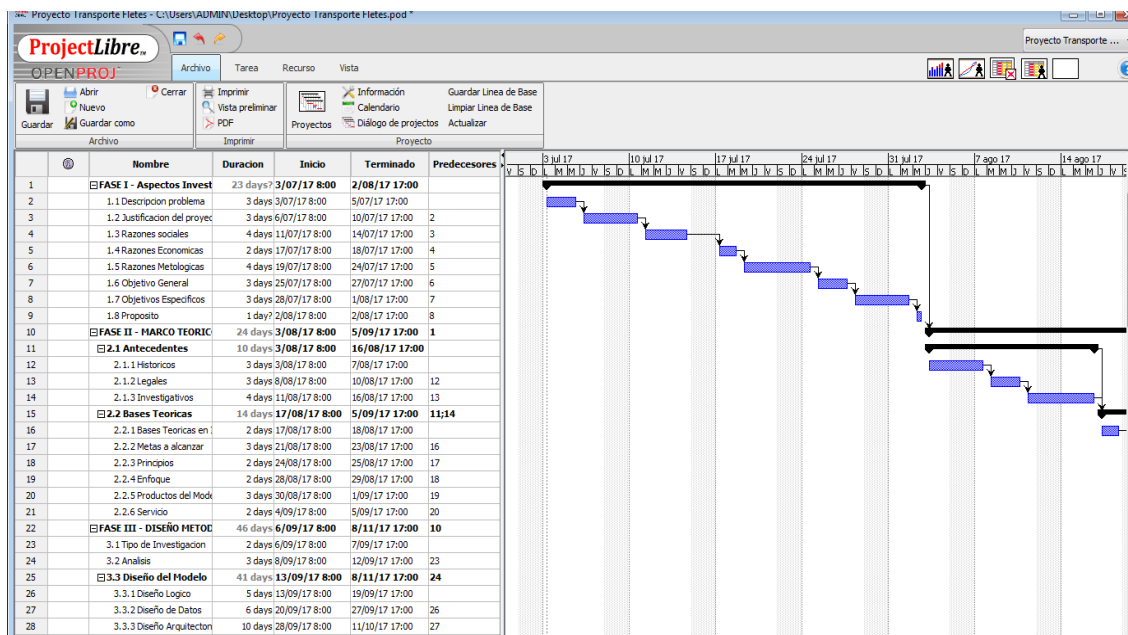 Proyecto Transporte Fletes - C:\Users\ADMIN\Desktop\Proyecto Transporte Fletes.pod *
ProjectLibre
OPENPROJ
Proyecto Transporte ...
Archivo Tarea Recurso Vista
Guardar
Abrir
Nuevo
Guardar como
Cerrar
Archivo
Imprimir
Vista preliminar
PDF
Imprimir
Proyectos
Información
Calendario
Diálogo de projectos
Guardar Linea de Base
Limpiar Linea de Base
Actualizar
Proyecto
Nombre Duracion Inicio Terminado Predecesores
3 jul 17 10 jul 17 17 jul 17 24 jul 17 31 jul 17 7 ago 17 14 ago 17
V S D L M M J V S D L M M J V S D L M M J V S D L M M J V S D L M M J V S D L M M J V S D L M M J V S
1 FASE I - Aspectos Invest 23 days? 3/07/17 8:00 2/08/17 17:00
2 1.1 Descripcion problema 3 days 3/07/17 8:00 5/07/17 17:00
3 1.2 Justificacion del proyec 3 days 6/07/17 8:00 10/07/17 17:00 2
4 1.3 Razones sociales 4 days 11/07/17 8:00 14/07/17 17:00 3
5 1.4 Razones Economicas 2 days 17/07/17 8:00 18/07/17 17:00 4
6 1.5 Razones Metologicas 4 days 19/07/17 8:00 24/07/17 17:00 5
7 1.6 Objetivo General 3 days 25/07/17 8:00 27/07/17 17:00 6
8 1.7 Objetivos Especificos 3 days 28/07/17 8:00 1/08/17 17:00 7
9 1.8 Proposito 1 day? 2/08/17 8:00 2/08/17 17:00 8
10 FASE II - MARCO TEORIC 24 days 3/08/17 8:00 5/09/17 17:00 1
11 2.1 Antecedentes 10 days 3/08/17 8:00 16/08/17 17:00
12 2.1.1 Historicos 3 days 3/08/17 8:00 7/08/17 17:00
13 2.1.2 Legales 3 days 8/08/17 8:00 10/08/17 17:00 12
14 2.1.3 Investigativos 4 days 11/08/17 8:00 16/08/17 17:00 13
15 2.2 Bases Teoricas 14 days 17/08/17 8:00 5/09/17 17:00 11;14
16 2.2.1 Bases Teoricas en 2 days 17/08/17 8:00 18/08/17 17:00
17 2.2.2 Metas a alcanzar 3 days 21/08/17 8:00 23/08/17 17:00 16
18 2.2.3 Principios 2 days 24/08/17 8:00 25/08/17 17:00 17
19 2.2.4 Enfoque 2 days 28/08/17 8:00 29/08/17 17:00 18
20 2.2.5 Productos del Mode 3 days 30/08/17 8:00 1/09/17 17:00 19
21 2.2.6 Servicio 2 days 4/09/17 8:00 5/09/17 17:00 20
22 FASE III - DISEÑO METOD 46 days 6/09/17 8:00 8/11/17 17:00 10
23 3.1 Tipo de Investigacion 2 days 6/09/17 8:00 7/09/17 17:00
24 3.2 Analisis 3 days 8/09/17 8:00 12/09/17 17:00 23
25 3.3 Diseño del Modelo 41 days 13/09/17 8:00 8/11/17 17:00 24
26 3.3.1 Diseño Logico 5 days 13/09/17 8:00 19/09/17 17:00
27 3.3.2 Diseño de Datos 6 days 20/09/17 8:00 27/09/17 17:00 26
28 3.3.3 Diseño Arquitecton 10 days 28/09/17 8:00 11/10/17 17:00 27